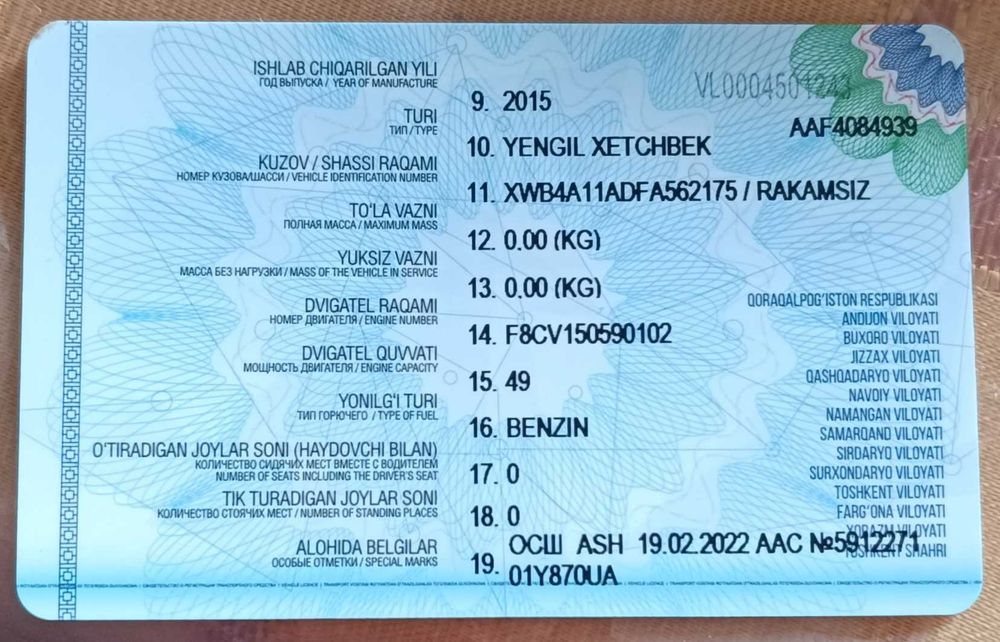 VL0004501243
AAF4084939
ISHLAB CHIQARILGAN YILI
ГОД ВЫПУСКА / YEAR OF MANUFACTURE
9. 2015
TURI
ТИП / TYPE
10. YENGIL XETCHBEK
KUZOV / SHASSI RAQAMI
НОМЕР КУЗОВА/ШАССИ / VEHICLE IDENTIFICATION NUMBER
11. XWB4A11ADFA562175 / RAKAMSIZ
TO'LA VAZNI
ПОЛНАЯ МАССА / MAXIMUM MASS
12. 0.00 (KG)
YUKSIZ VAZNI
МАССА БЕЗ НАГРУЗКИ / MASS OF THE VEHICLE IN SERVICE
13. 0.00 (KG)
DVIGATEL RAQAMI
НОМЕР ДВИГАТЕЛЯ / ENGINE NUMBER
14. F8CV150590102
DVIGATEL QUVVATI
МОЩНОСТЬ ДВИГАТЕЛЯ / ENGINE CAPACITY
15. 49
YONILG'I TURI
ТИП ГОРЮЧЕГО / TYPE OF FUEL
16. BENZIN
O'TIRADIGAN JOYLAR SONI (HAYDOVCHI BILAN)
КОЛИЧЕСТВО СИДЯЧИХ МЕСТ ВМЕСТЕ С ВОДИТЕЛЕМ
NUMBER OF SEATS INCLUDING THE DRIVER'S SEAT
17. 0
TIK TURADIGAN JOYLAR SONI
КОЛИЧЕСТВО СТОЯЧИХ МЕСТ / NUMBER OF STANDING PLACES
18. 0
ALOHIDA BELGILAR
ОСОБЫЕ ОТМЕТКИ / SPECIAL MARKS
19. ОСШ ASH 19.02.2022 AAC №5912271
01Y870UA
QORAQALPOG'ISTON RESPUBLIKASI
ANDIJON VILOYATI
BUXORO VILOYATI
JIZZAX VILOYATI
QASHQADARYO VILOYATI
NAVOIY VILOYATI
NAMANGAN VILOYATI
SAMARQAND VILOYATI
SIRDARYO VILOYATI
SURXONDARYO VILOYATI
TOSHKENT VILOYATI
FARG'ONA VILOYATI
XORAZM VILOYATI
TOSHKENT SHAHRI